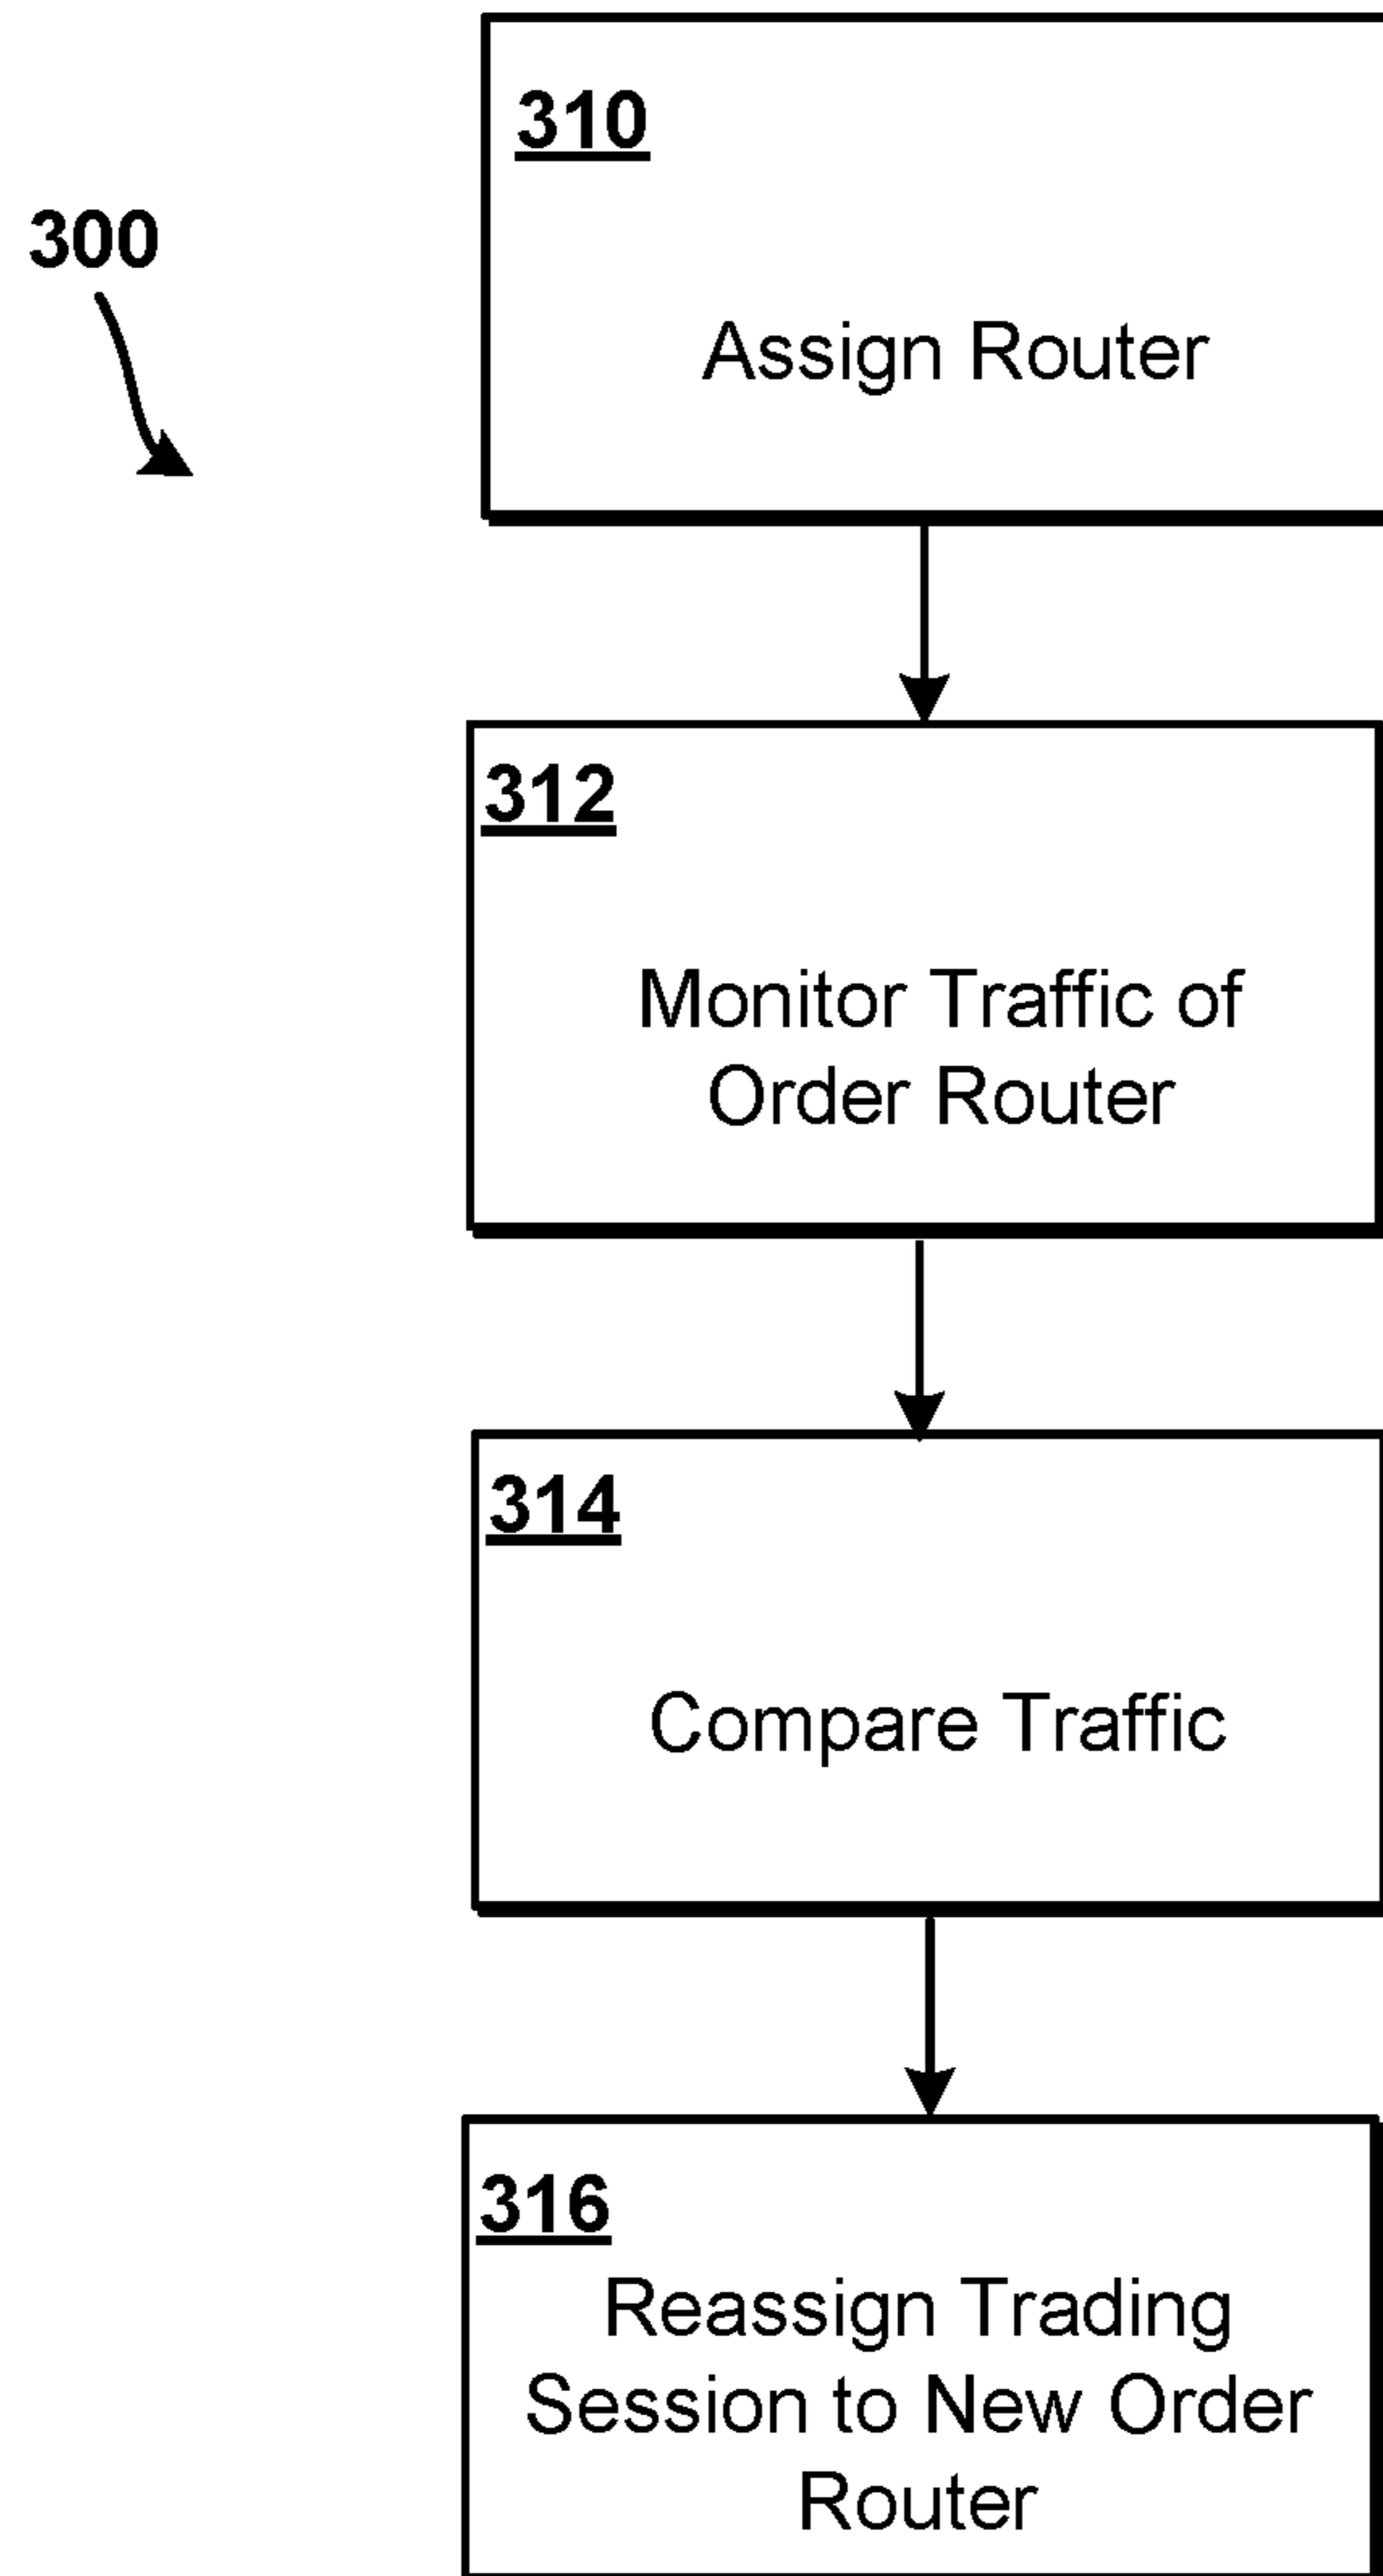 310
300
Assign Router
312
Monitor Traffic of
Order Router
314
Compare Traffic
316
Reassign Trading
Session to New Order
Router